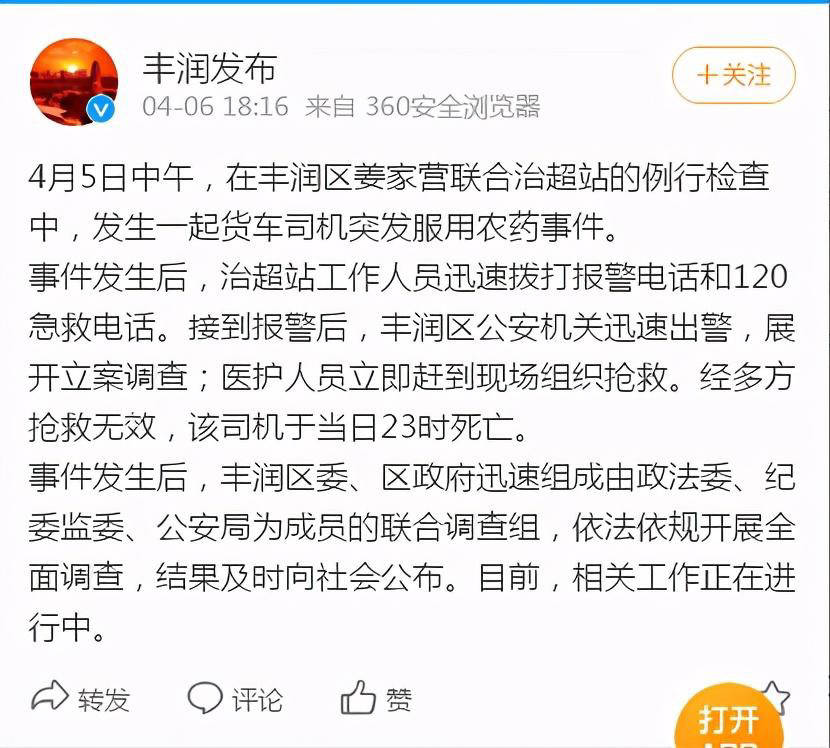 丰润发布
+关注
04-06 18:16 来自 360安全浏览器
4月5日中午，在丰润区姜家营联合治超站的例行检查
中，发生一起货车司机突发服用农药事件。
事件发生后，治超站工作人员迅速拨打报警电话和120
急救电话。接到报警后，丰润区公安机关迅速出警，展
开立案调查；医护人员立即赶到现场组织抢救。经多方
抢救无效，该司机于当日23时死亡。
事件发生后，丰润区委、区政府迅速组成由政法委、纪
委监委、公安局为成员的联合调查组，依法依规开展全
面调查，结果及时向社会公布。目前，相关工作正在进
行中。
转发 评论 赞
打开
APP